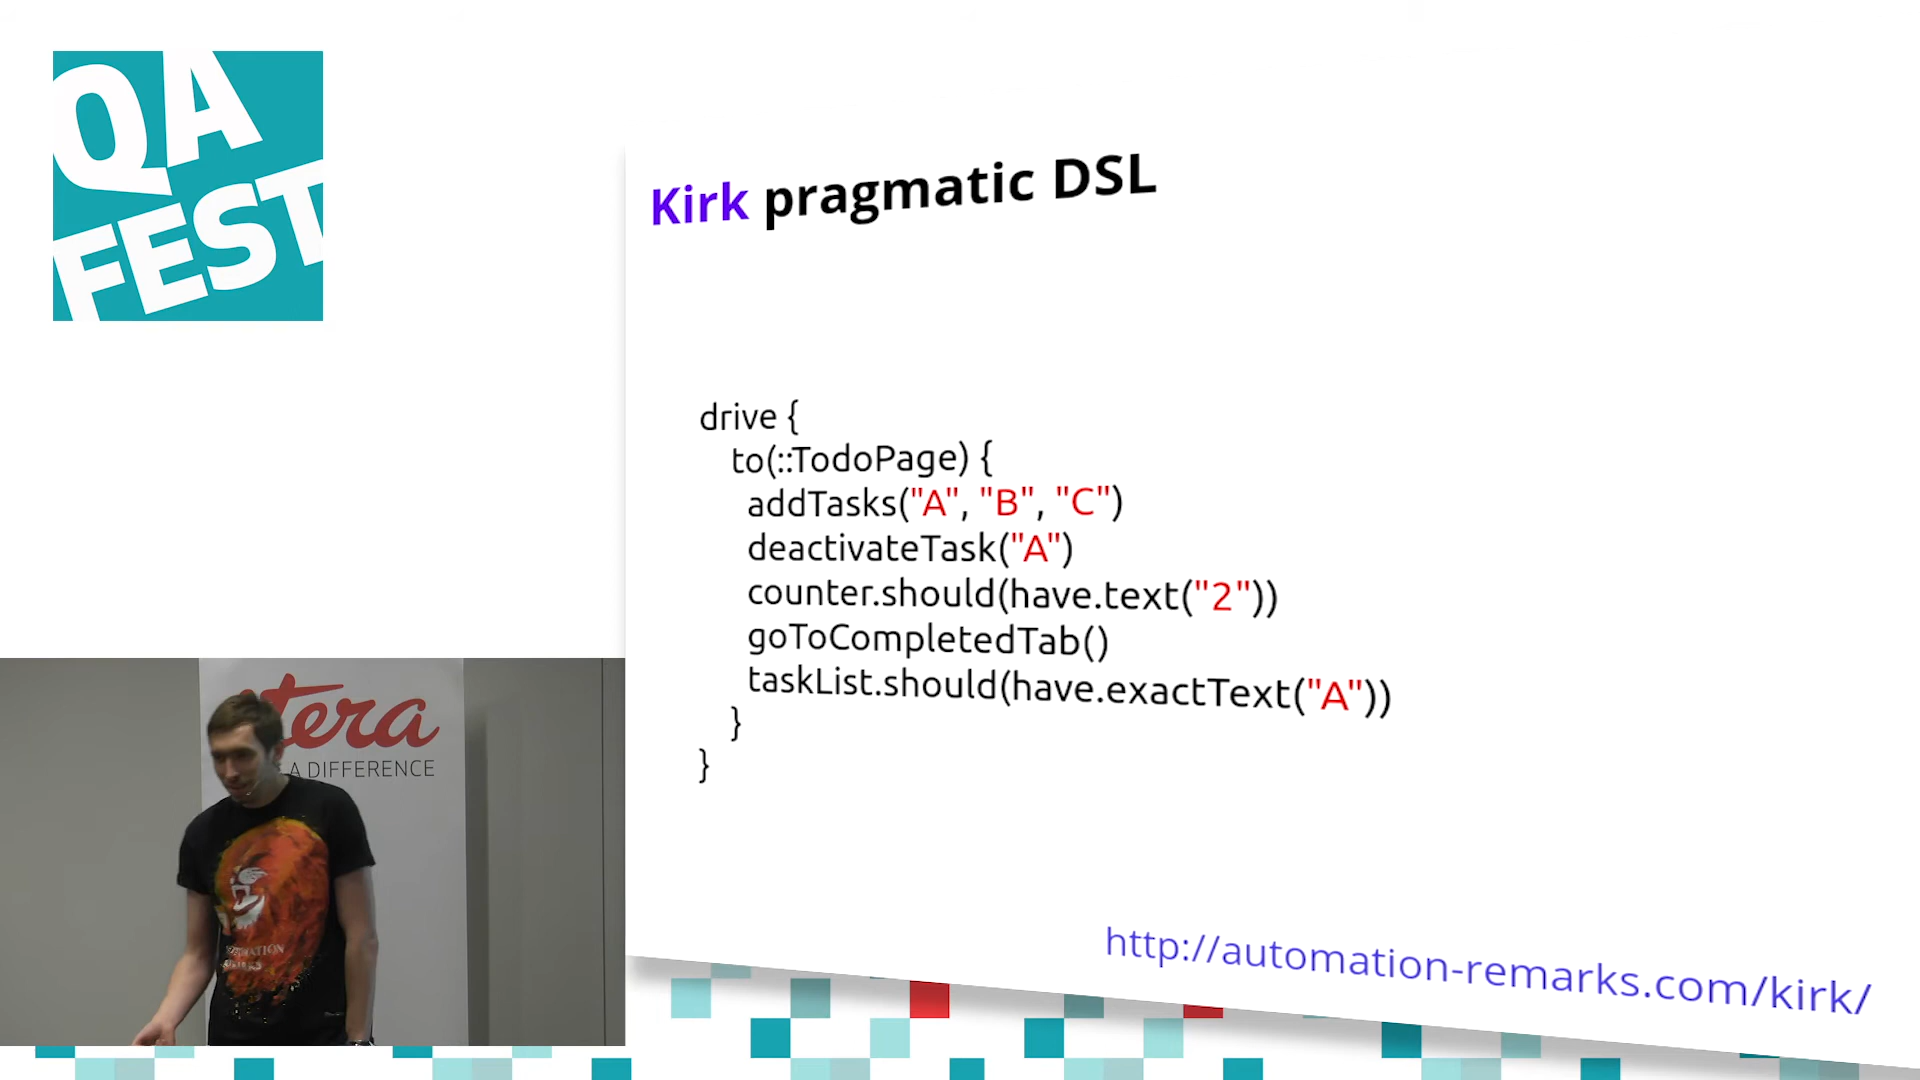 QA
FEST
Kirk pragmatic DSL
drive {
to(::TodoPage) {
addTasks("A", "B", "C")
deactivateTask("A")
counter.should(have.text("2"))
goToCompletedTab()
taskList.should(have.exactText("A"))
}
}
http://automation-remarks.com/kirk/
itera
A DIFFERENCE